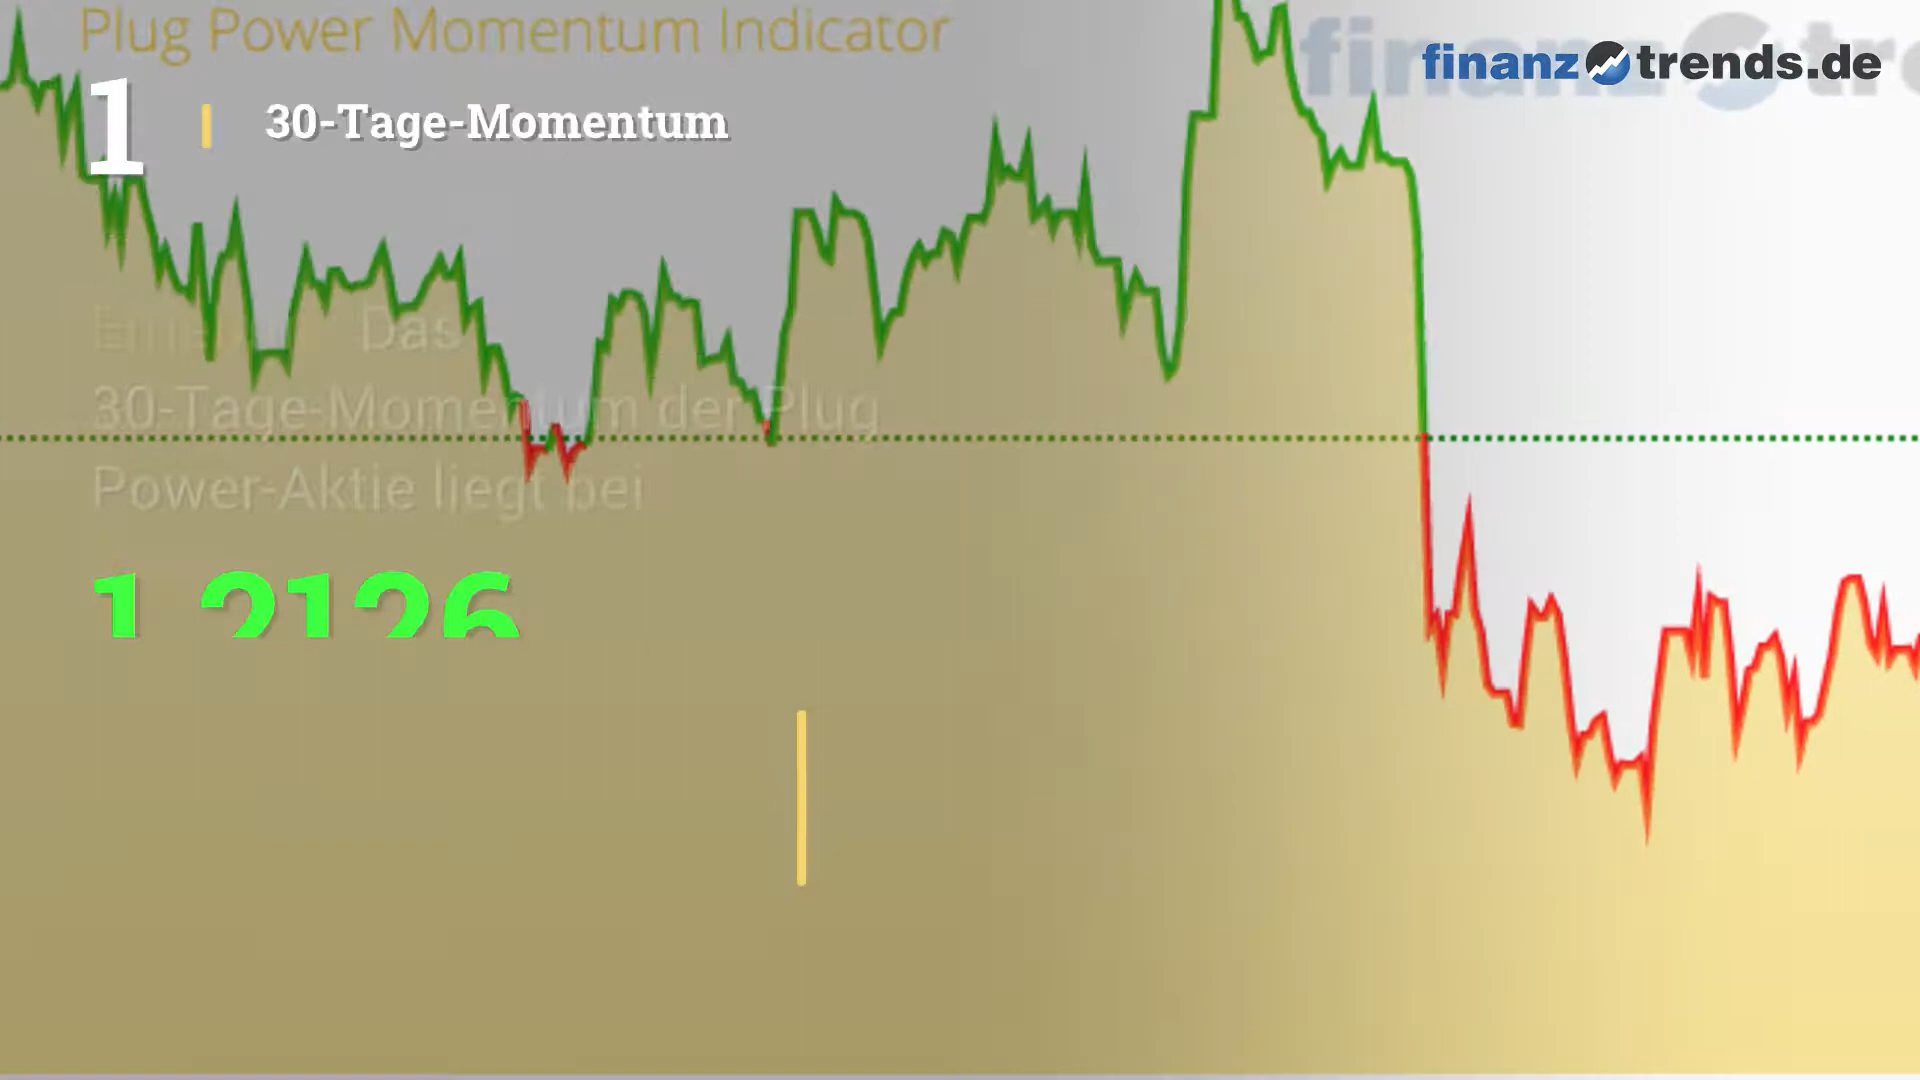 Plug Power Momentum Indicator
finanztrends.de
1
30-Tage-Momentum
Das
30-Tage-Momentum der Plug
Power-Aktie liegt bei